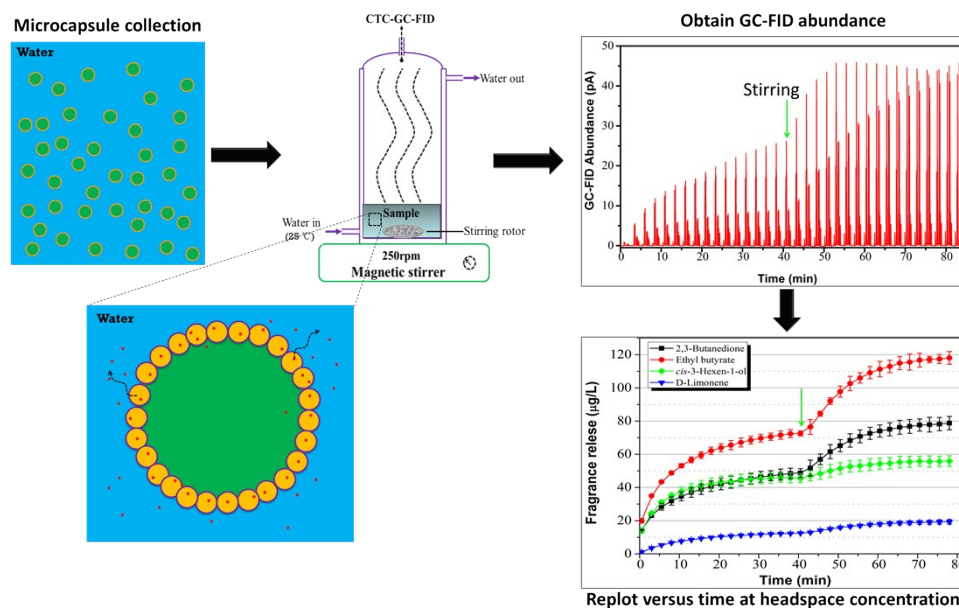 Microcapsule collection
Water
CTC-GC-FID
Water out
Water in
(25 ℃)
Sample
Stirring rotor
250rpm
Magnetic stirrer
Water
Obtain GC-FID abundance
GC-FID Abundance (pA)
50
40
30
20
10
0
Stirring
0 10 20 30 40 50 60 70 80
Time (min)
Fragrance relese (µg/L)
120
100
80
60
40
20
0
2,3-Butanedione
Ethyl butyrate
cis-3-Hexen-1-ol
D-Limonene
0 10 20 30 40 50 60 70 80
Time (min)
Replot versus time at headspace concentration